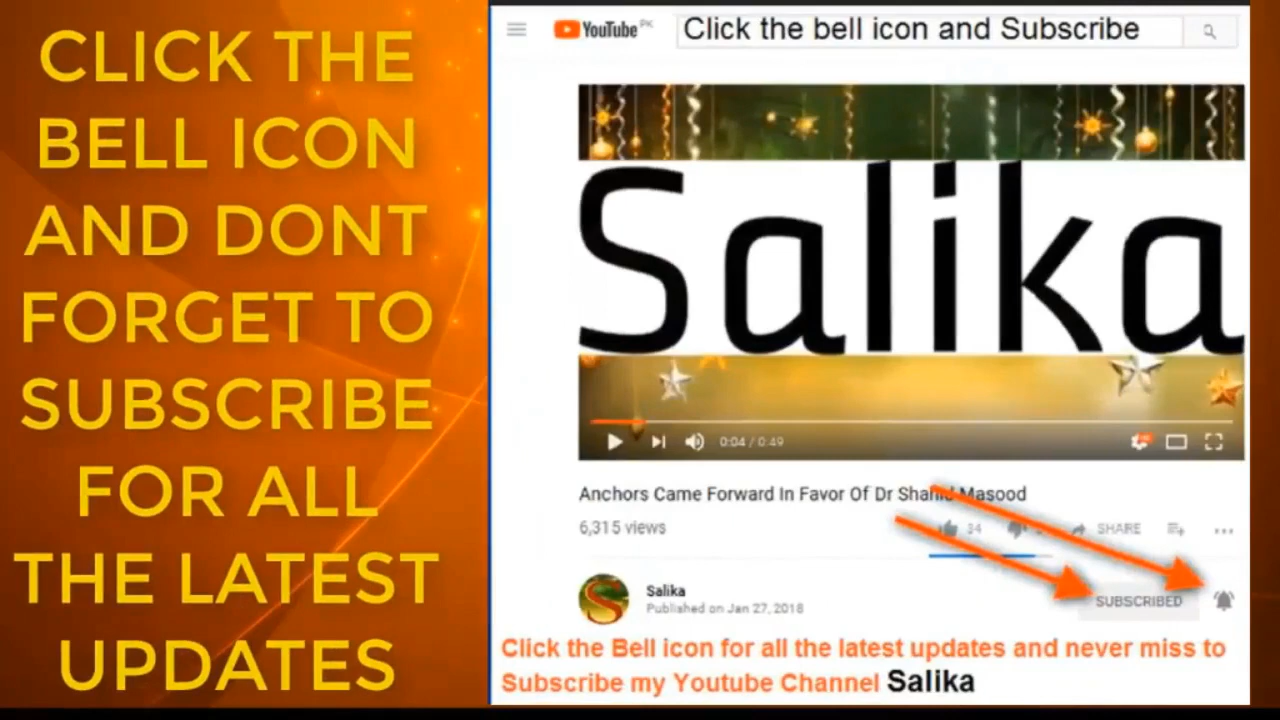 CLICK THE
BELL ICON
AND DONT
FORGET TO
SUBSCRIBE
FOR ALL
THE LATEST
UPDATES
YouTube PK
Click the bell icon and Subscribe
Salika
0:04 / 0:49
Anchors Came Forward In Favor Of Dr Shahid Masood
6,315 views
34
SHARE
Salika
Published on Jan 27, 2018
SUBSCRIBED
Click the Bell icon for all the latest updates and never miss to
Subscribe my Youtube Channel Salika